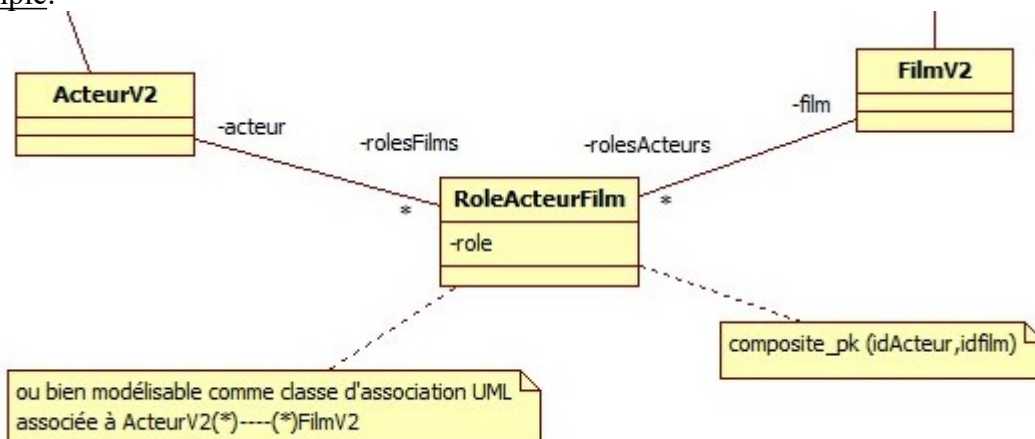 ActeurV2
FilmV2
-acteur
-film
-rolesFilms
-rolesActeurs
*
*
RoleActeurFilm
-role
composite_pk (idActeur,idfilm)
ou bien modélisable comme classe d'association UML
associée à ActeurV2(*)----(*)FilmV2